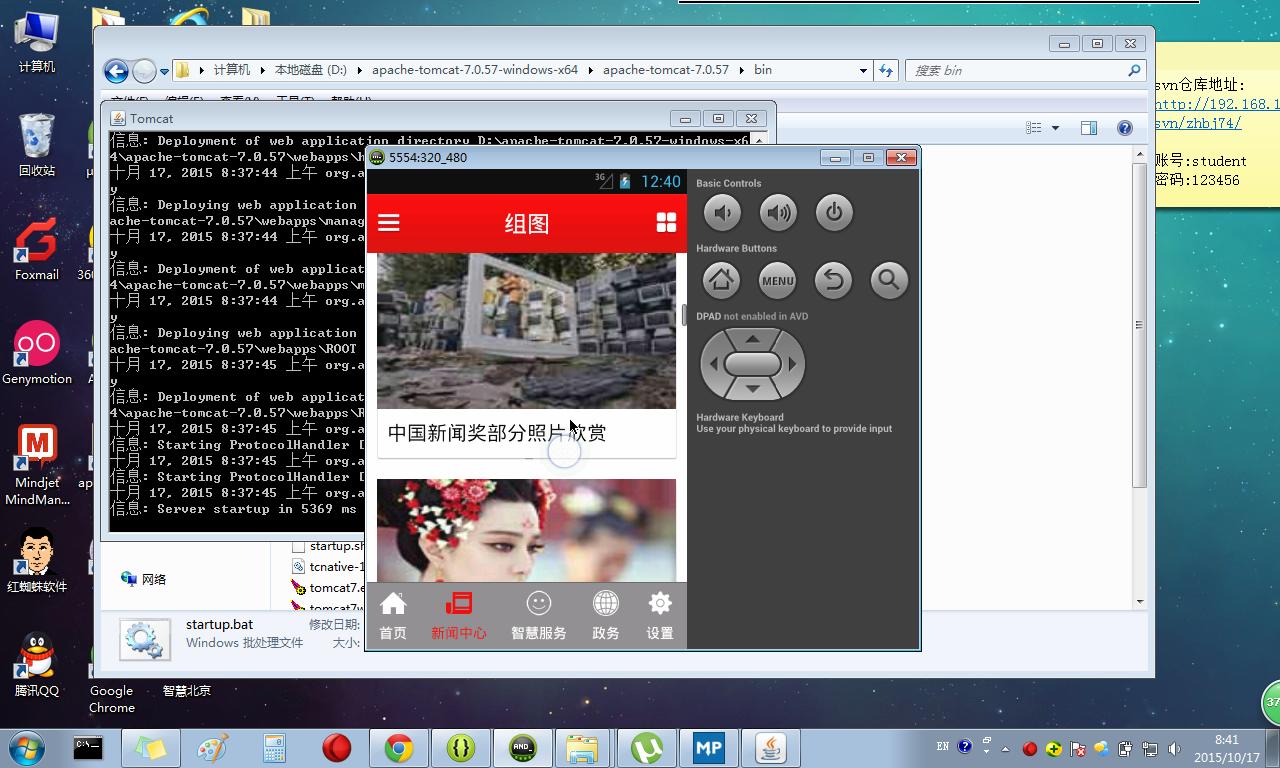 计算机
回收站
Foxmail
360
Genymotion
Mindjet
MindMan...
红蜘蛛软件
腾讯QQ
Google
Chrome
智慧北京
计算机
本地磁盘 (D:)
apache-tomcat-7.0.57-windows-x64
apache-tomcat-7.0.57
bin
搜索 bin
Tomcat
信息: Deployment of web application directory D:\apache-tomcat-7.0.57-windows-x6
4\apache-tomcat-7.0.57\webapps\h
十月 17, 2015 8:37:44 上午 org.a
y
信息: Deploying web application
ache-tomcat-7.0.57\webapps\manag
十月 17, 2015 8:37:44 上午 org.a
y
信息: Deployment of web applicat
4\apache-tomcat-7.0.57\webapps\m
十月 17, 2015 8:37:44 上午 org.a
y
信息: Deploying web application
ache-tomcat-7.0.57\webapps\ROOT
十月 17, 2015 8:37:45 上午 org.a
y
信息: Deployment of web applicat
4\apache-tomcat-7.0.57\webapps\R
十月 17, 2015 8:37:45 上午 org.a
信息: Starting ProtocolHandler [
十月 17, 2015 8:37:45 上午 org.a
信息: Starting ProtocolHandler [
十月 17, 2015 8:37:45 上午 org.a
信息: Server startup in 5369 ms
5554:320_480
3G
12:40
组图
中国新闻奖部分照片欣赏
首页
新闻中心
智慧服务
政务
设置
Basic Controls
Hardware Buttons
MENU
DPAD not enabled in AVD
Hardware Keyboard
Use your physical keyboard to provide input
svn仓库地址:
http://192.168.1
svn/zhbj74/
账号:student
密码:123456
startup.sh
tcnative-1
tomcat7.e
tomcat7w
网络
startup.bat
修改日期:
Windows 批处理文件
大小:
37
C:\_
AND
MP
EN
8:41
2015/10/17